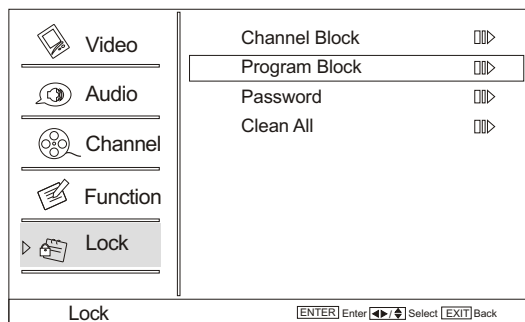 Video
Audio
Channel
Function
Lock
Channel Block
Program Block
Password
Clean All
Lock
ENTER Enter ◀▶/▲▼ Select EXIT Back